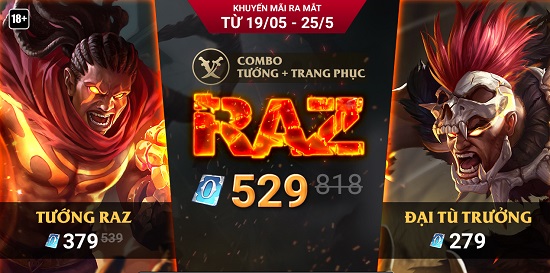 18+
KHUYẾN MÃI RA MẮT
TỪ 19/05 - 25/5
COMBO
TƯỚNG + TRANG PHỤC
RAZ
529 818
TƯỚNG RAZ
379 539
ĐẠI TÙ TRƯỞNG
279